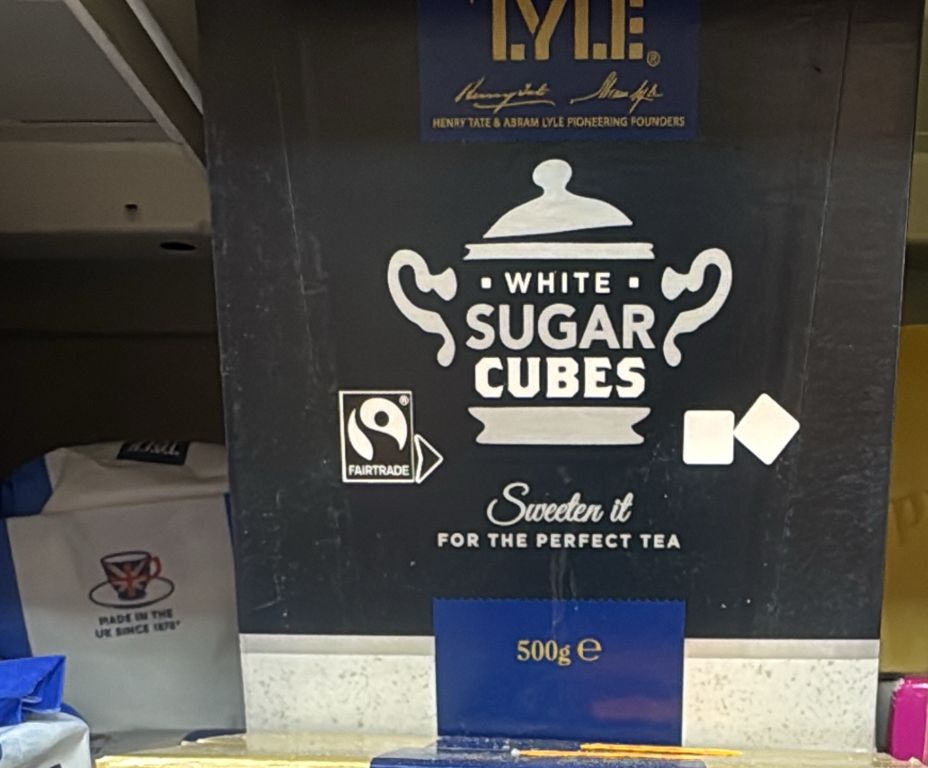 LYLE®
HENRY TATE & ABRAM LYLE PIONEERING FOUNDERS
WHITE
SUGAR
CUBES
FAIRTRADE
®
Sweeten it
FOR THE PERFECT TEA
500g ℮
MADE IN THE
UK SINCE 1878*